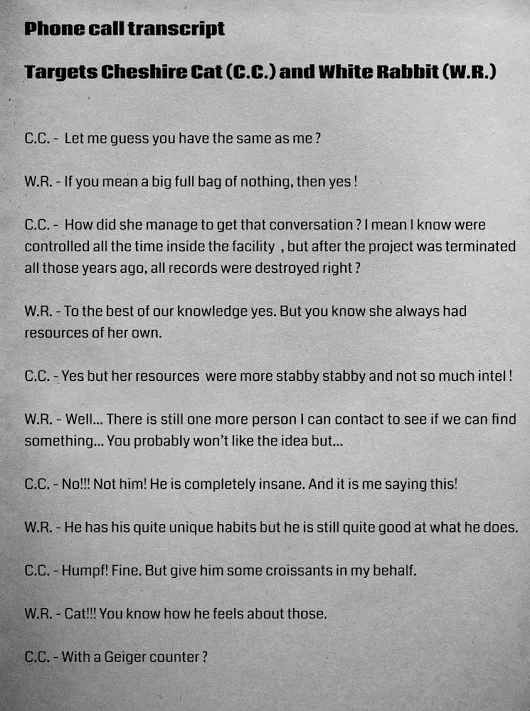 Phone call transcript
Targets Cheshire Cat (C.C.) and White Rabbit (W.R.)
C.C. - Let me guess you have the same as me ?
W.R. - If you mean a big full bag of nothing, then yes !
C.C. - How did she manage to get that conversation ? I mean I know were
controlled all the time inside the facility , but after the project was terminated
all those years ago, all records were destroyed right ?
W.R. - To the best of our knowledge yes. But you know she always had
resources of her own.
C.C. - Yes but her resources were more stabby stabby and not so much intel !
W.R. - Well... There is still one more person I can contact to see if we can find
something... You probably won't like the idea but...
C.C. - No!!! Not him! He is completely insane. And it is me saying this!
W.R. - He has his quite unique habits but he is still quite good at what he does.
C.C. - Humpf! Fine. But give him some croissants in my behalf.
W.R. - Cat!!! You know how he feels about those.
C.C. - With a Geiger counter ?